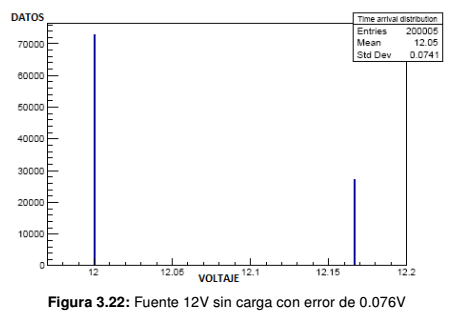 DATOS
Time arrival distribution
Entries 200005
Mean 12.05
Std Dev 0.0741
70000
60000
50000
40000
30000
20000
10000
0
12 12.05 12.1 12.15 12.2
VOLTAJE
Figura 3.22: Fuente 12V sin carga con error de 0.076V